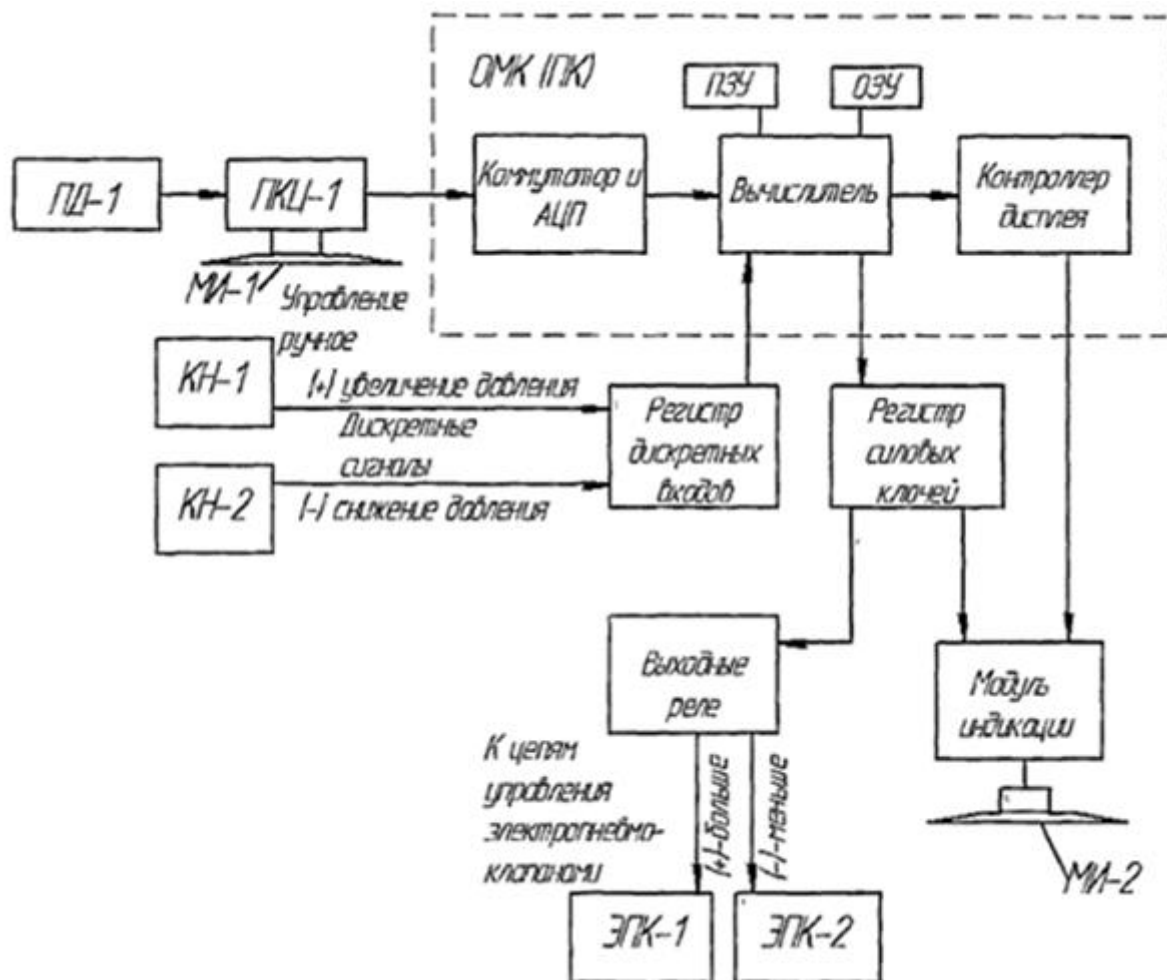 ОМК (ПК)
ПЗУ
ОЗУ
ПД-1
ПКЦ-1
Коммутатор и
АЦП
Вычислитель
Контроллер
дисплея
МИ-1
Управление
ручное
КН-1
(+) увеличение давления
Дискретные
сигналы
КН-2
(-) снижение давления
Регистр
дискретных
входов
Регистр
силовых
ключей
Выходные
реле
Модуль
индикации
К цепям
управления
электропневмо-
клапанами
(+)-больше
(-)-меньше
МИ-2
ЭПК-1
ЭПК-2